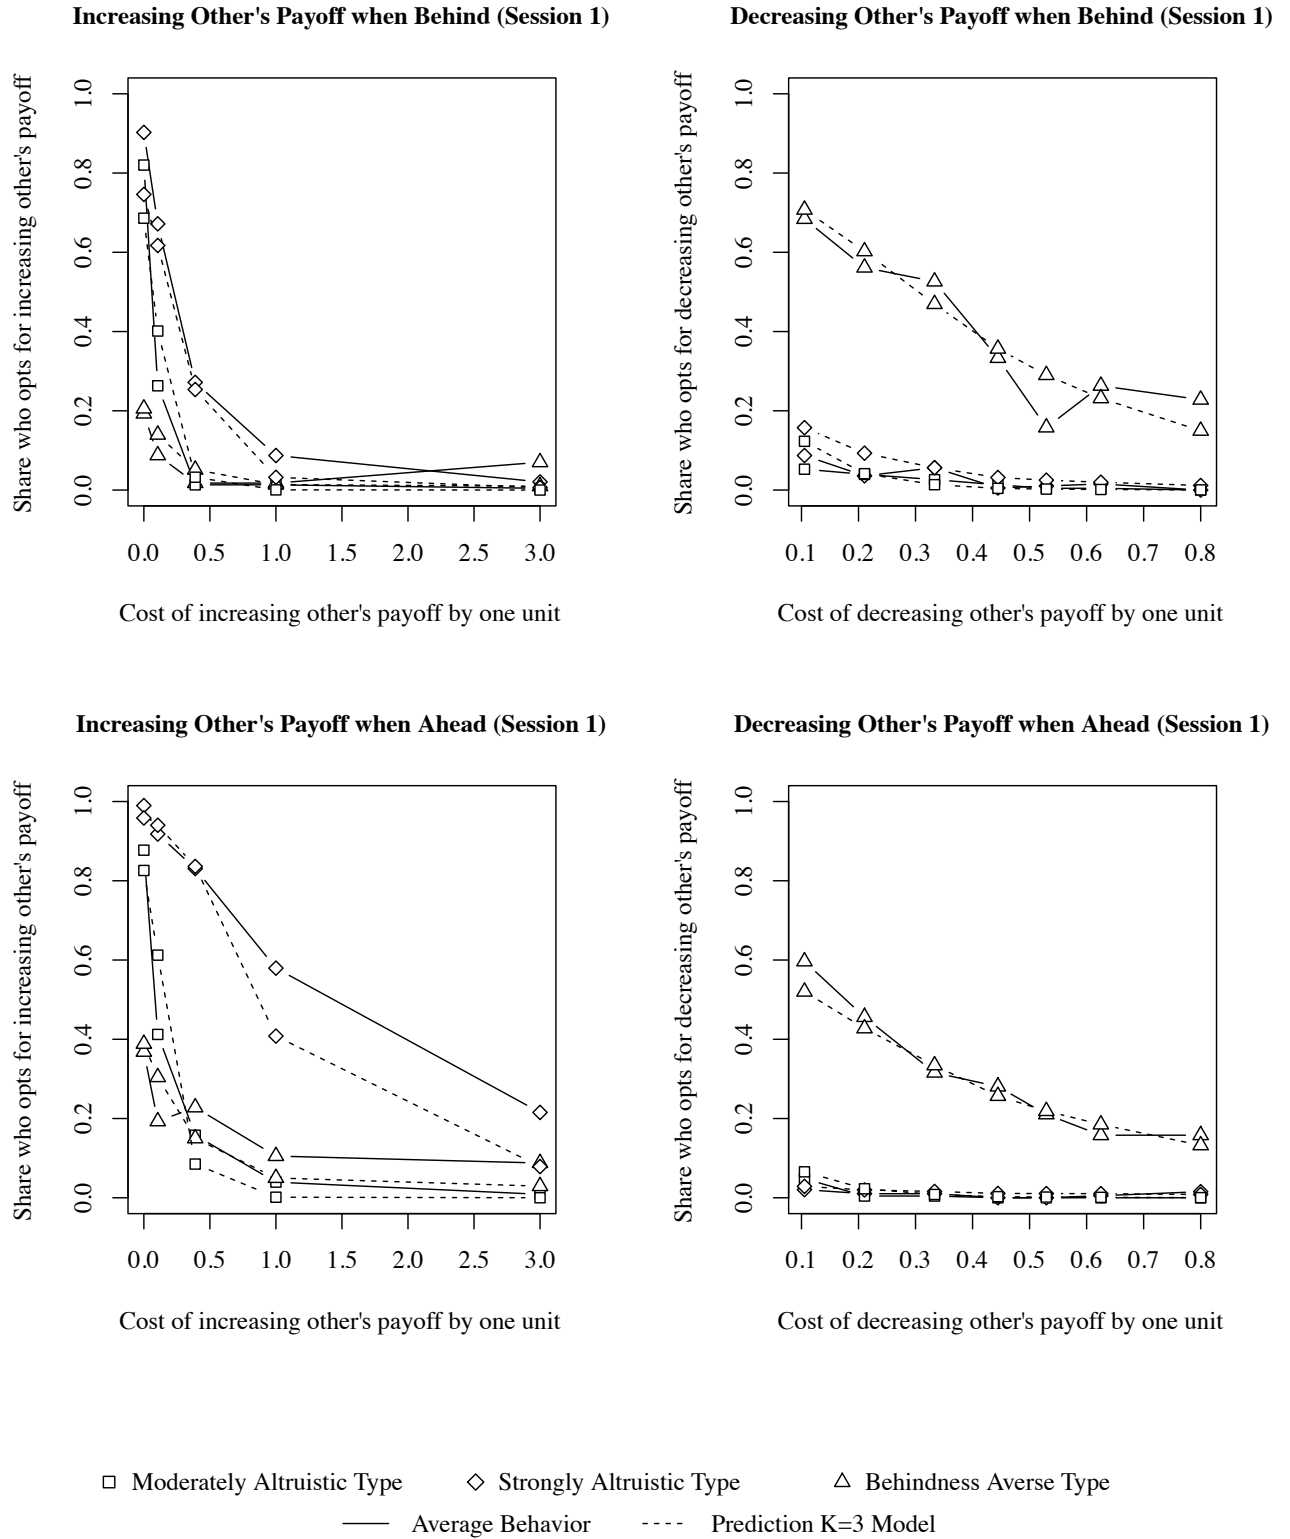 Increasing Other's Payoff when Behind (Session 1)
Share who opts for increasing other's payoff
1.0
0.8
0.6
0.4
0.2
0.0
0.0 0.5 1.0 1.5 2.0 2.5 3.0
Cost of increasing other's payoff by one unit
Decreasing Other's Payoff when Behind (Session 1)
Share who opts for decreasing other's payoff
1.0
0.8
0.6
0.4
0.2
0.0
0.1 0.2 0.3 0.4 0.5 0.6 0.7 0.8
Cost of decreasing other's payoff by one unit
Increasing Other's Payoff when Ahead (Session 1)
Share who opts for increasing other's payoff
1.0
0.8
0.6
0.4
0.2
0.0
0.0 0.5 1.0 1.5 2.0 2.5 3.0
Cost of increasing other's payoff by one unit
Decreasing Other's Payoff when Ahead (Session 1)
Share who opts for decreasing other's payoff
1.0
0.8
0.6
0.4
0.2
0.0
0.1 0.2 0.3 0.4 0.5 0.6 0.7 0.8
Cost of decreasing other's payoff by one unit
Moderately Altruistic Type Strongly Altruistic Type Behindness Averse Type
Average Behavior Prediction K=3 Model